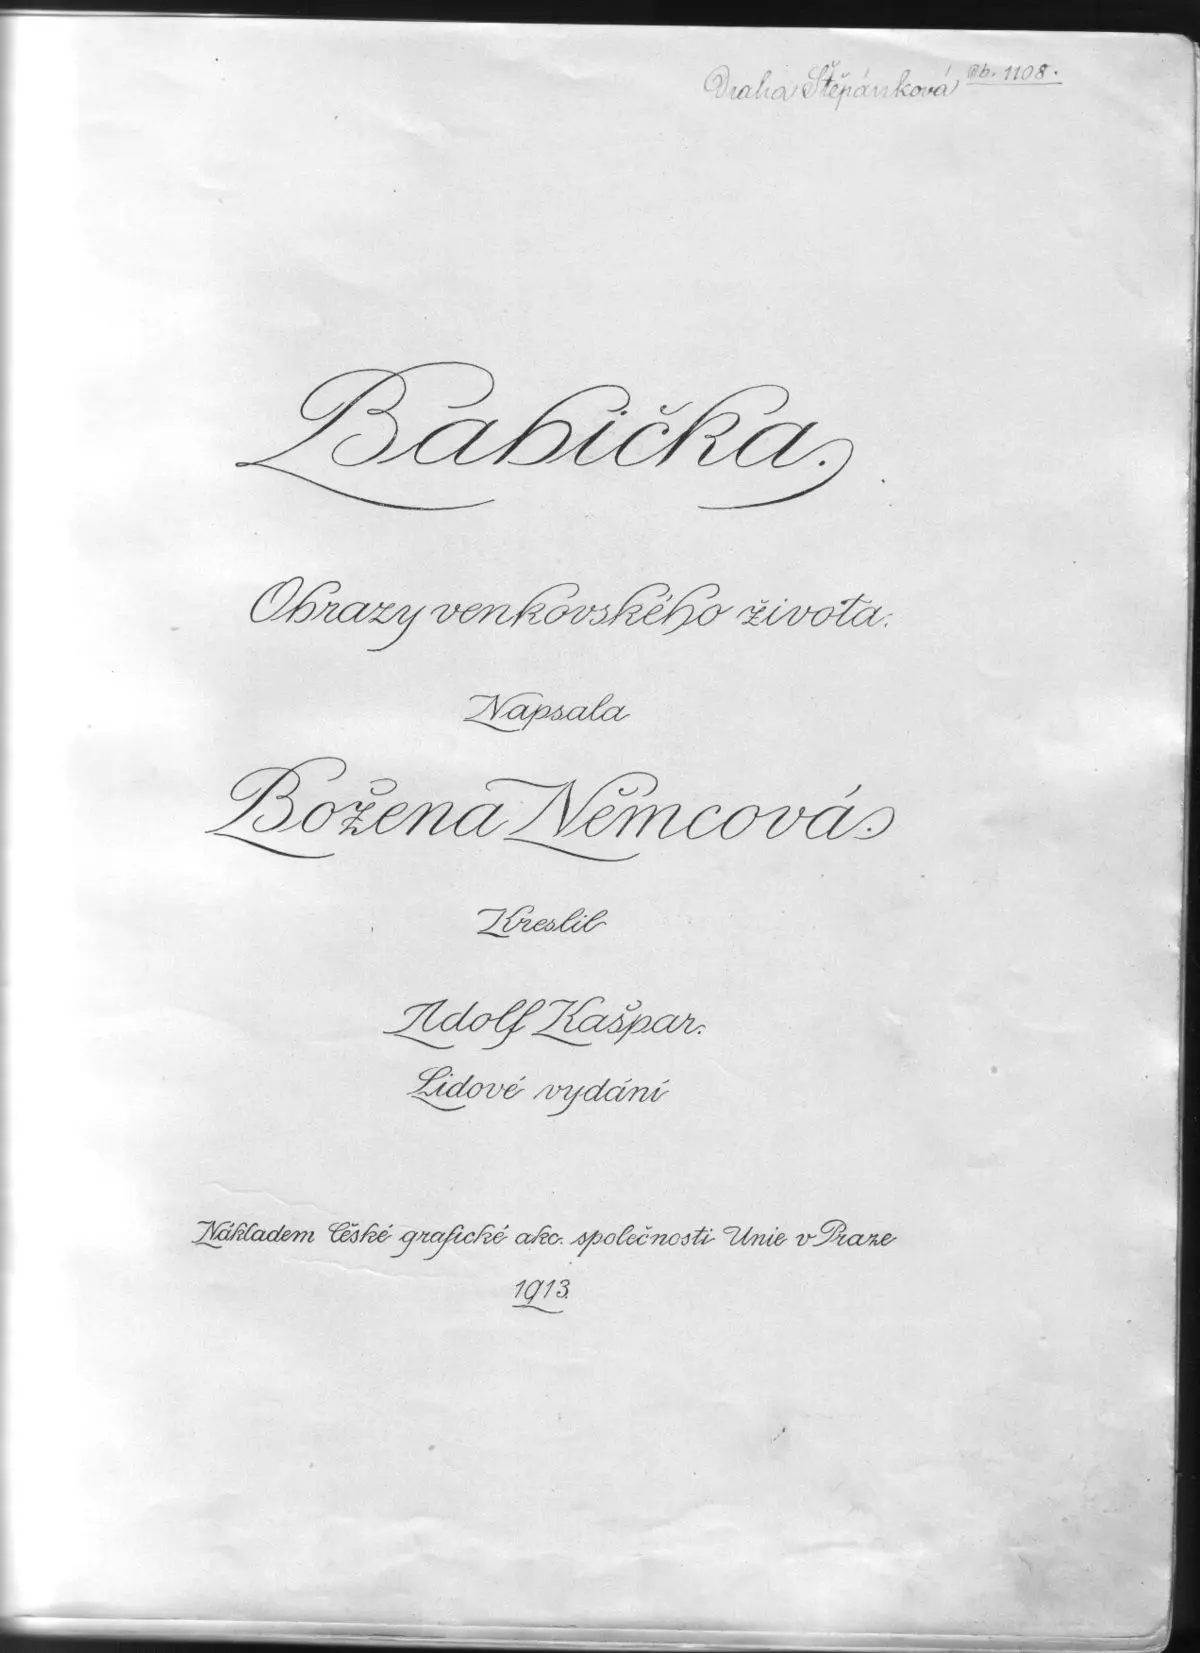 Draha Štěpánková Čb. 1108.
Babička.
Obrazy venkovského života.
Napsala
Božena Němcová.
Kreslil
Adolf Kašpar.
Lidové vydání
Nákladem České grafické akc. společnosti Unie v Praze
1913.